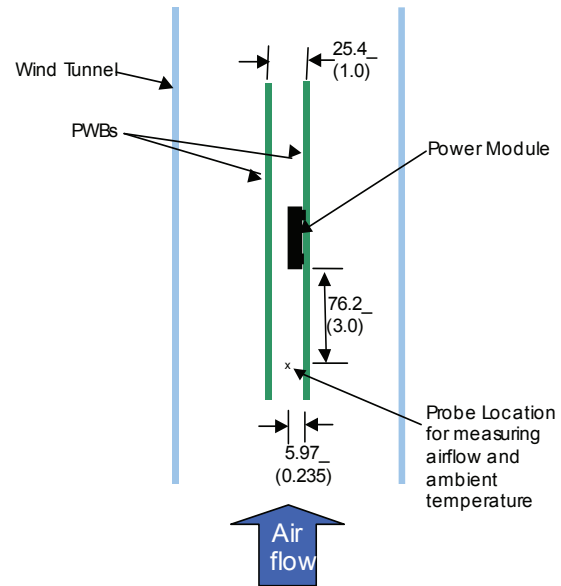 25.4_
(1.0)
Wind Tunnel
PWBs
Power Module
76.2_
(3.0)
x
Probe Location
for measuring
airflow and
ambient
temperature
5.97_
(0.235)
Air
flow